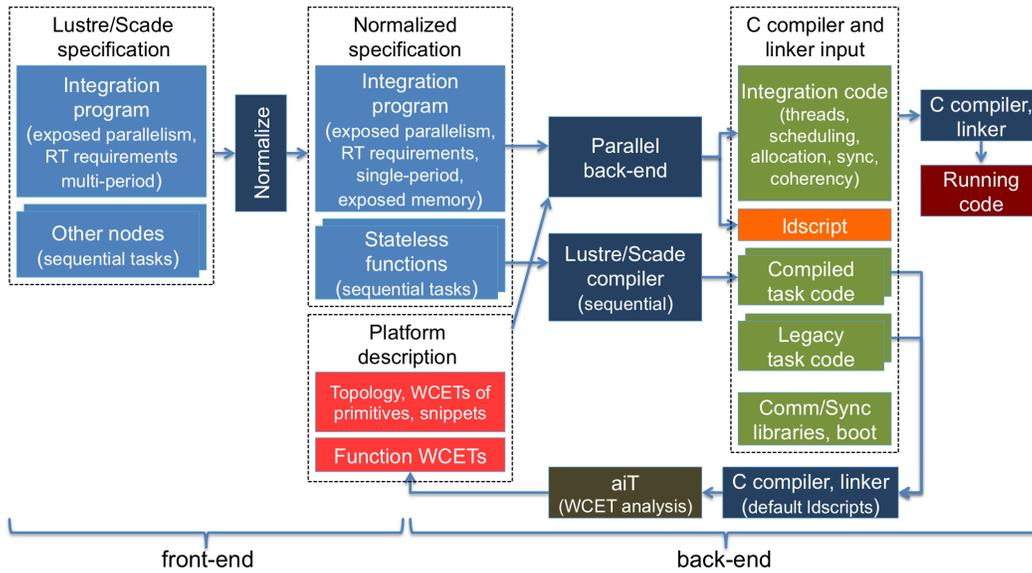 Lustre/Scade
specification
Integration
program
(exposed parallelism,
RT requirements
multi-period)
Other nodes
(sequential tasks)
Normalize
Normalized
specification
Integration
program
(exposed parallelism,
RT requirements,
single-period,
exposed memory)
Stateless
functions
(sequential tasks)
Platform
description
Topology, WCETs of
primitives, snippets
Function WCETs
Parallel
back-end
Lustre/Scade
compiler
(sequential)
C compiler and
linker input
Integration code
(threads,
scheduling,
allocation, sync,
coherency)
ldscript
Compiled
task code
Legacy
task code
Comm/Sync
libraries, boot
C compiler,
linker
Running
code
aiT
(WCET analysis)
C compiler, linker
(default ldscripts)
front-end
back-end